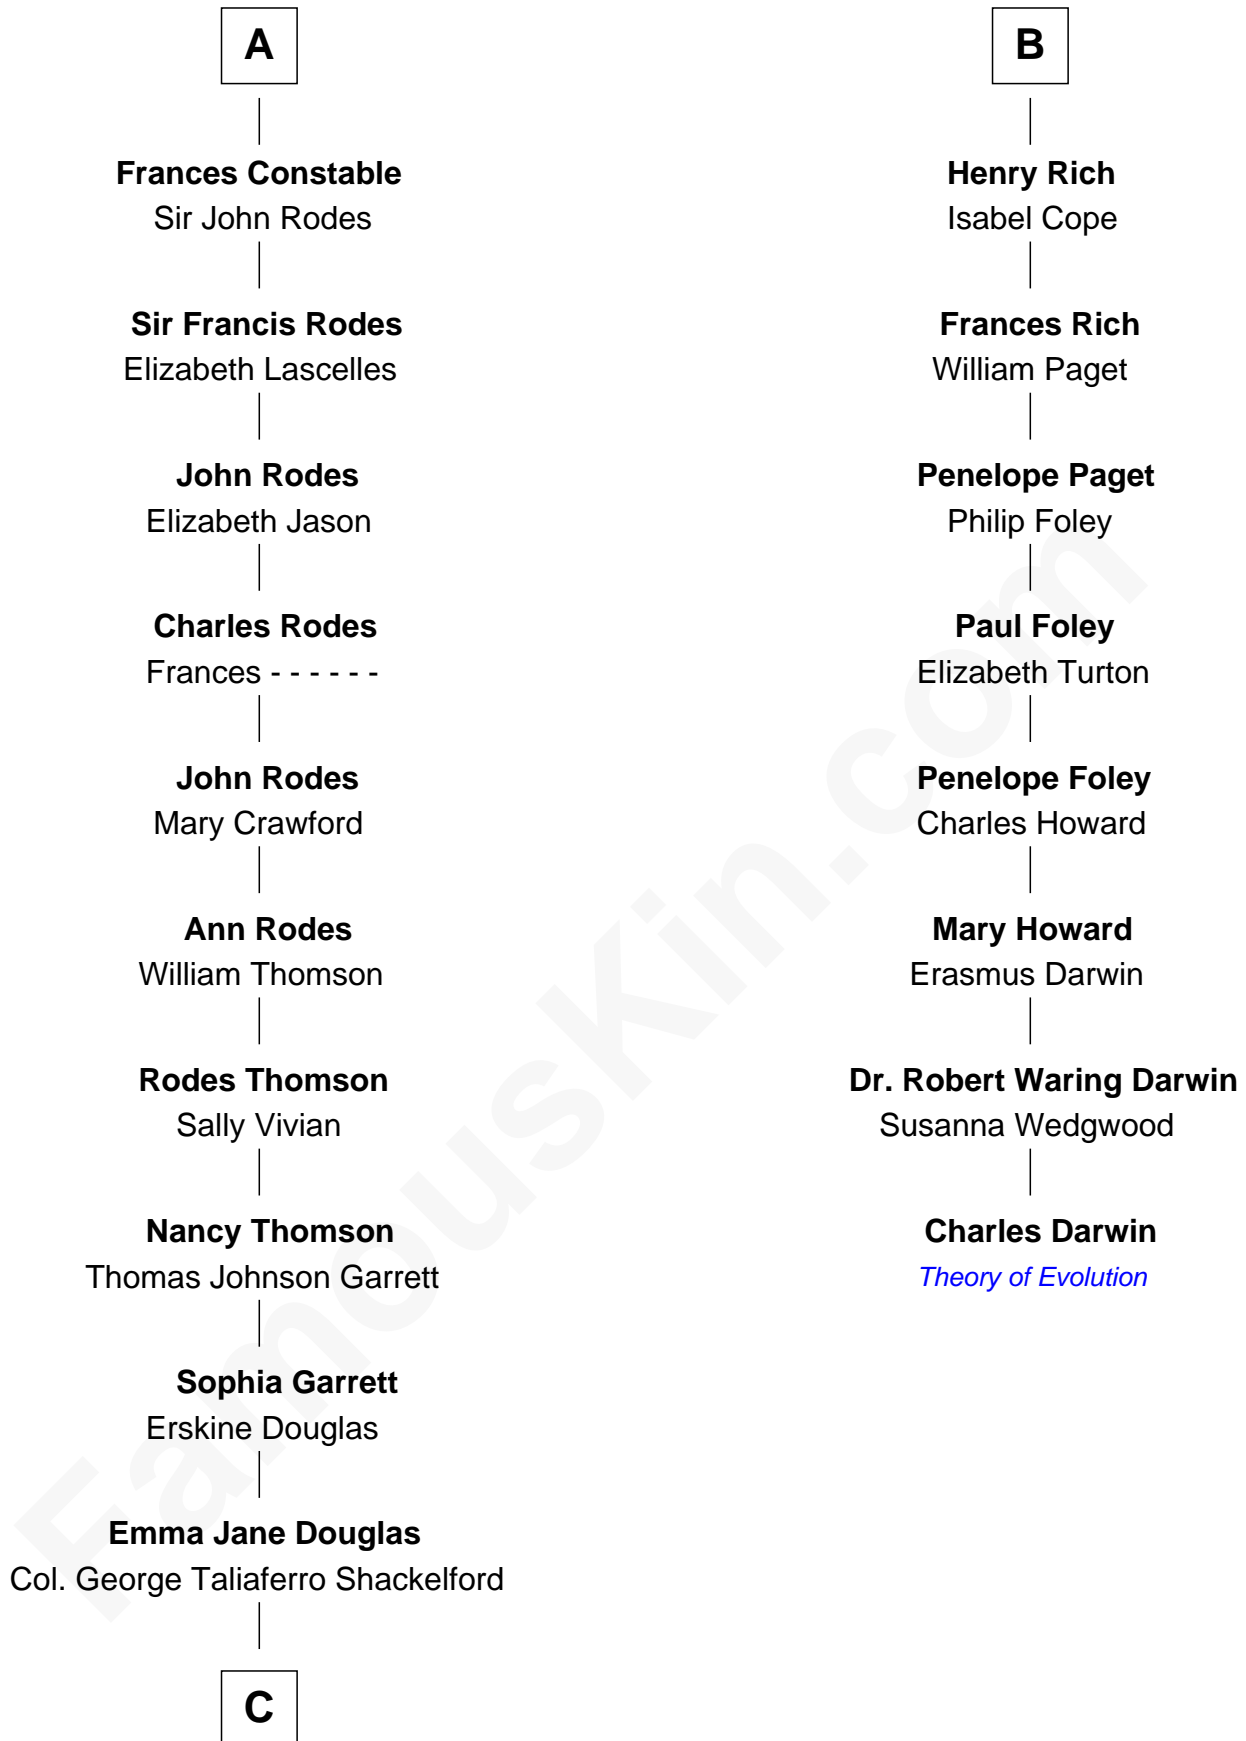 A
Frances Constable
Sir John Rodes
Sir Francis Rodes
Elizabeth Lascelles
John Rodes
Elizabeth Jason
Charles Rodes
Frances - - - - - -
John Rodes
Mary Crawford
Ann Rodes
William Thomson
Rodes Thomson
Sally Vivian
Nancy Thomson
Thomas Johnson Garrett
Sophia Garrett
Erskine Douglas
Emma Jane Douglas
Col. George Taliaferro Shackelford
C
B
Henry Rich
Isabel Cope
Frances Rich
William Paget
Penelope Paget
Philip Foley
Paul Foley
Elizabeth Turton
Penelope Foley
Charles Howard
Mary Howard
Erasmus Darwin
Dr. Robert Waring Darwin
Susanna Wedgwood
Charles Darwin
Theory of Evolution
FamousKin.com